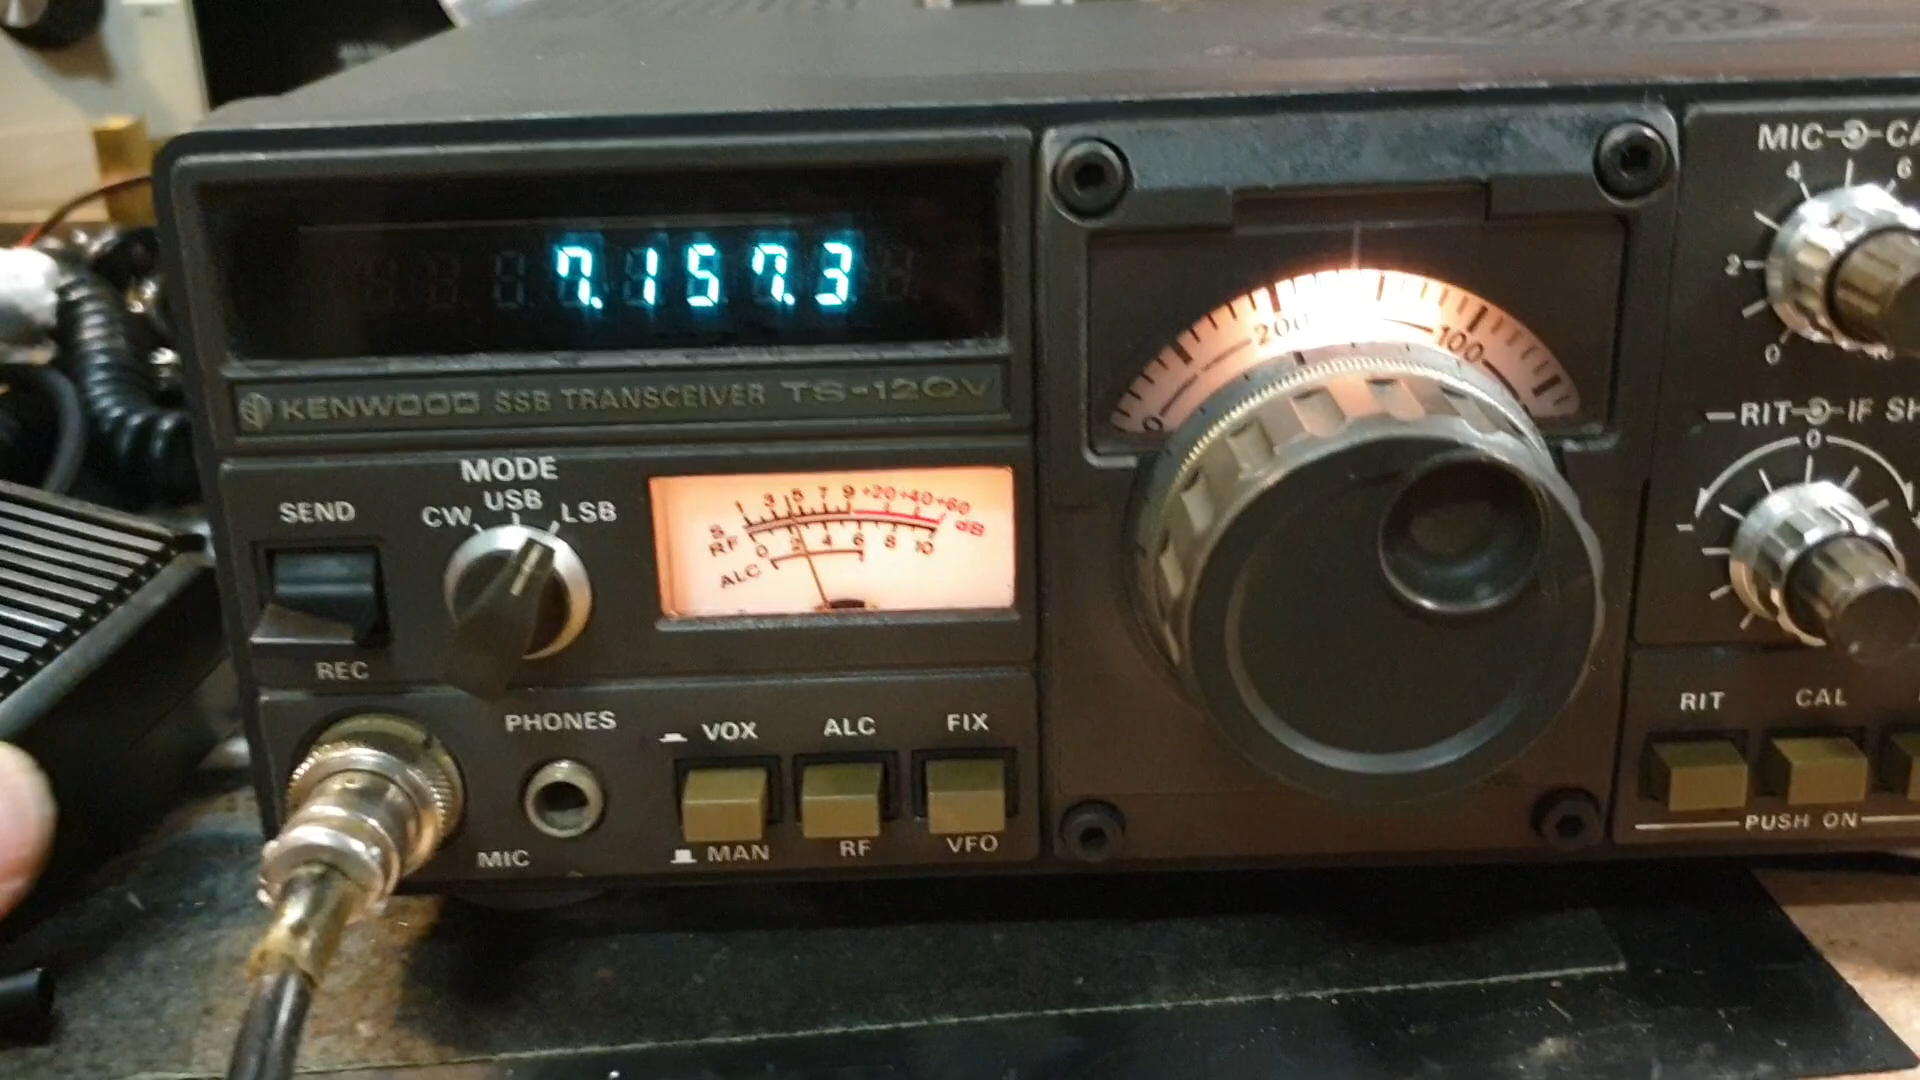 7.157.3
KENWOOD SSB TRANSCEIVER TS-120V
MODE
CW USB LSB
SEND
REC
1 3 5 7 9 +20 +40 +60
S dB
RF 0 2 4 6 8 10
ALC
PHONES
MIC
VOX ALC FIX
MAN RF VFO
0 200 100
MIC
4 6
2
0
RIT IF SH
0
-
RIT CAL
PUSH ON